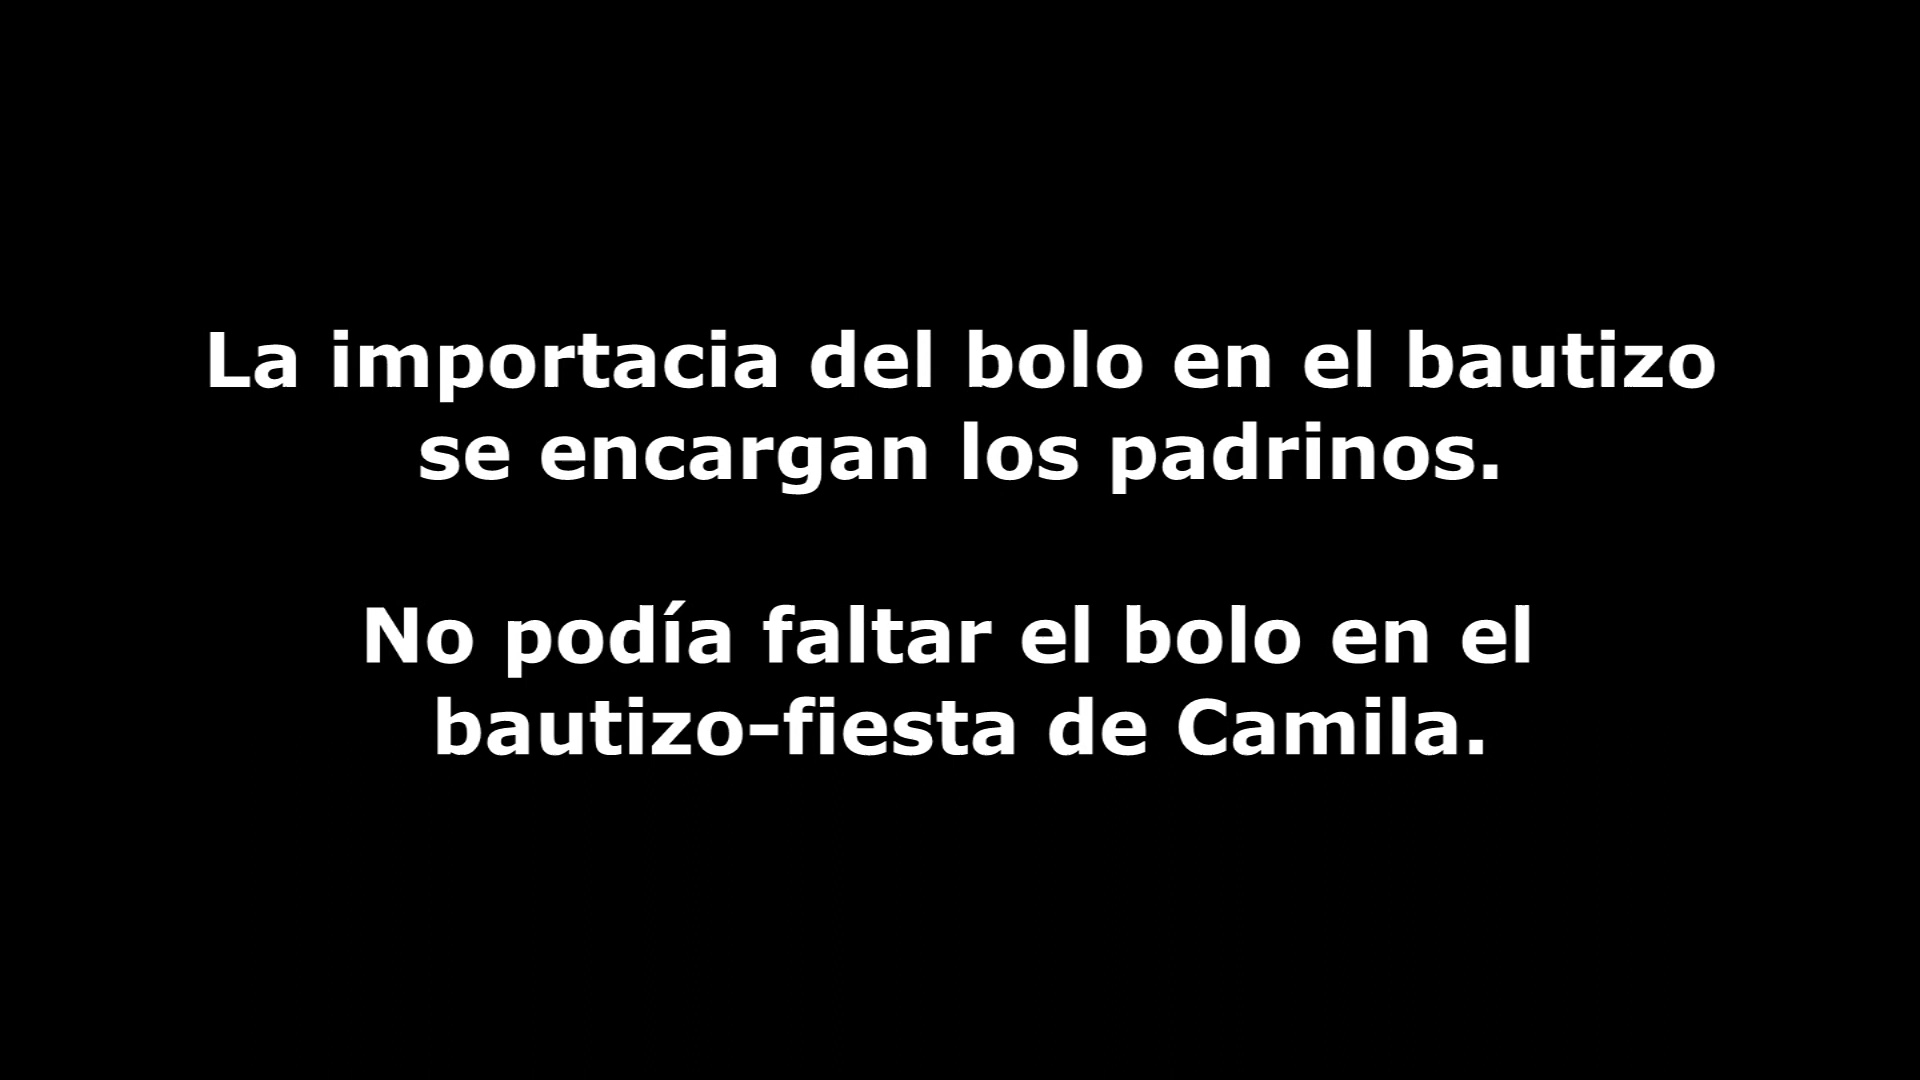 La importacia del bolo en el bautizo
se encargan los padrinos.
No podía faltar el bolo en el
bautizo-fiesta de Camila.